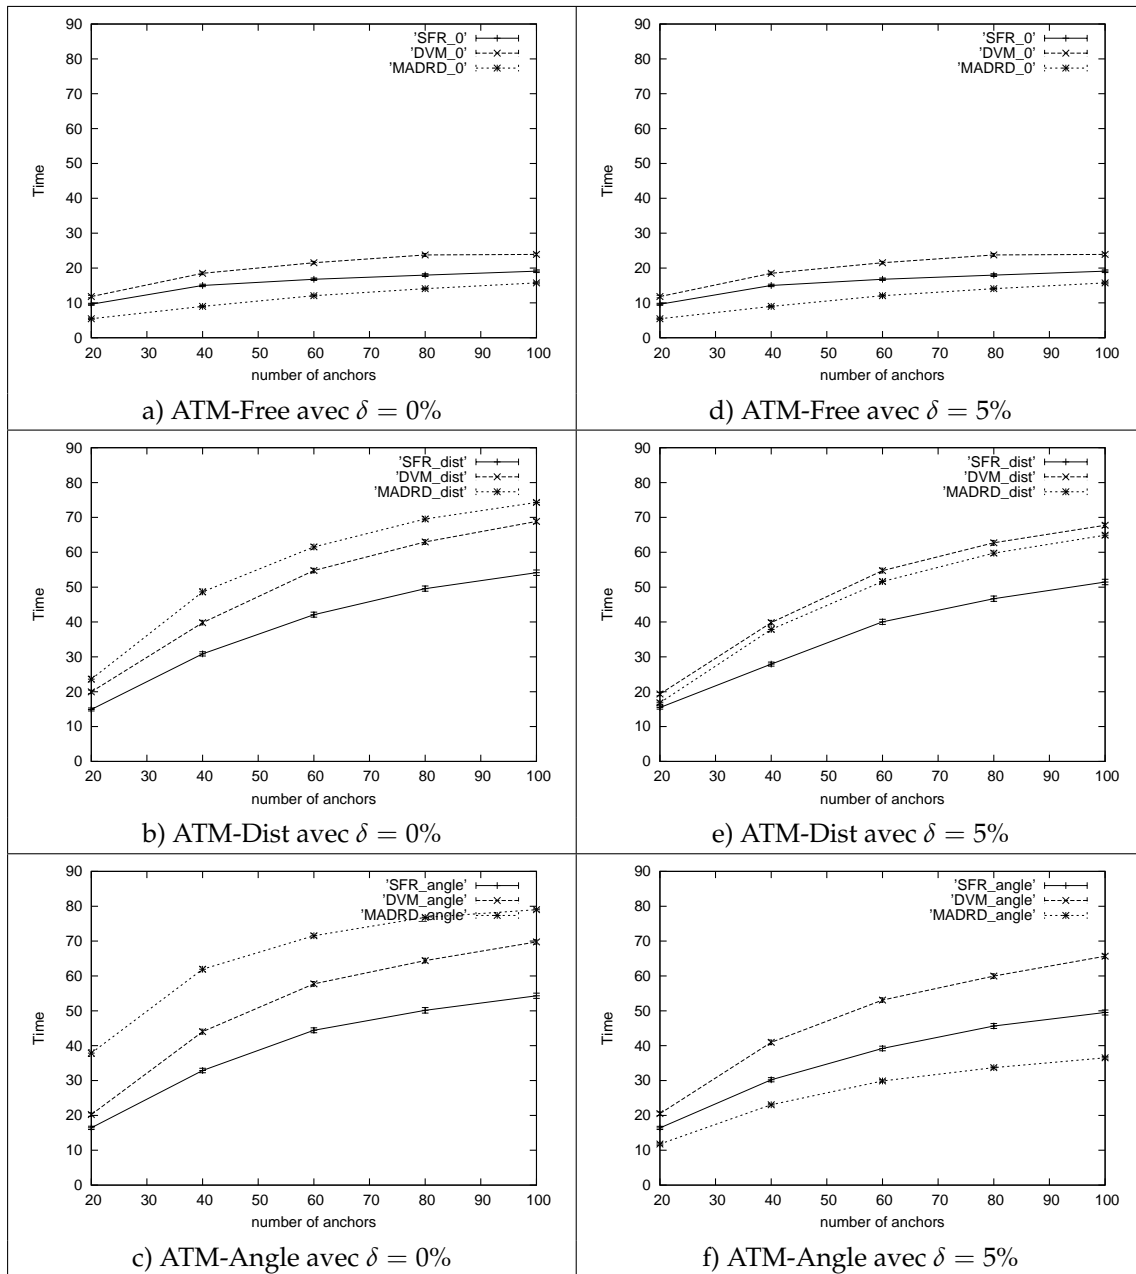 90
80
70
60
50
40
30
20
10
0
Time
'SFR_0'
'DVM_0'
'MADRD_0'
20 30 40 50 60 70 80 90 100
number of anchors
a) ATM-Free avec δ = 0%
90
80
70
60
50
40
30
20
10
0
Time
'SFR_0'
'DVM_0'
'MADRD_0'
20 30 40 50 60 70 80 90 100
number of anchors
d) ATM-Free avec δ = 5%
90
80
70
60
50
40
30
20
10
0
Time
'SFR_dist'
'DVM_dist'
'MADRD_dist'
20 30 40 50 60 70 80 90 100
number of anchors
b) ATM-Dist avec δ = 0%
90
80
70
60
50
40
30
20
10
0
Time
'SFR_dist'
'DVM_dist'
'MADRD_dist'
20 30 40 50 60 70 80 90 100
number of anchors
e) ATM-Dist avec δ = 5%
90
80
70
60
50
40
30
20
10
0
Time
'SFR_angle'
'DVM_angle'
'MADRD_angle'
20 30 40 50 60 70 80 90 100
number of anchors
c) ATM-Angle avec δ = 0%
90
80
70
60
50
40
30
20
10
0
Time
'SFR_angle'
'DVM_angle'
'MADRD_angle'
20 30 40 50 60 70 80 90 100
number of anchors
f) ATM-Angle avec δ = 5%